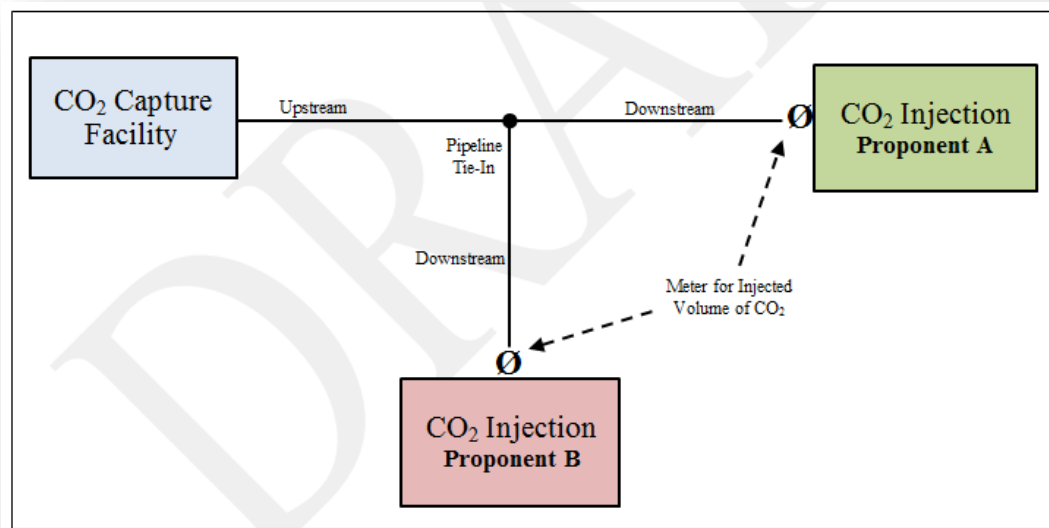 CO₂ Capture
Facility
Upstream
Downstream
Ø
CO₂ Injection
Proponent A
Pipeline
Tie-In
Downstream
Meter for Injected
Volume of CO₂
Ø
CO₂ Injection
Proponent B
DRA